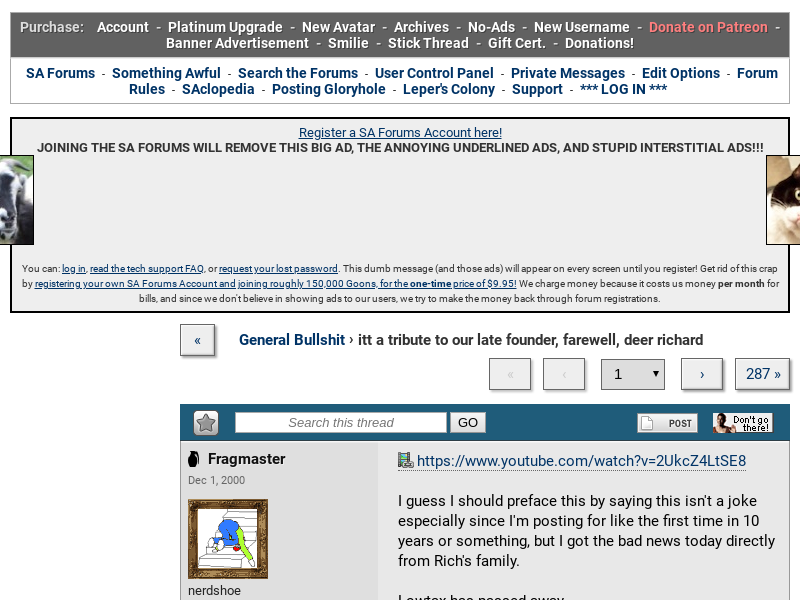 Purchase: Account - Platinum Upgrade - New Avatar - Archives - No-Ads - New Username - Donate on Patreon -
Banner Advertisement - Smilie - Stick Thread - Gift Cert. - Donations!
SA Forums - Something Awful - Search the Forums - User Control Panel - Private Messages - Edit Options - Forum
Rules - SAclopedia - Posting Gloryhole - Leper's Colony - Support - *** LOG IN ***
Register a SA Forums Account here!
JOINING THE SA FORUMS WILL REMOVE THIS BIG AD, THE ANNOYING UNDERLINED ADS, AND STUPID INTERSTITIAL ADS!!!
You can: log in, read the tech support FAQ, or request your lost password. This dumb message (and those ads) will appear on every screen until you register! Get rid of this crap
by registering your own SA Forums Account and joining roughly 150,000 Goons, for the one-time price of $9.95! We charge money because it costs us money per month for
bills, and since we don't believe in showing ads to our users, we try to make the money back through forum registrations.
« General Bullshit › itt a tribute to our late founder, farewell, deer richard
« ‹ 1 › 287 »
Search this thread GO POST Don't go there!
Fragmaster
Dec 1, 2000
nerdshoe
https://www.youtube.com/watch?v=2UkcZ4LtSE8
I guess I should preface this by saying this isn't a joke
especially since I'm posting for like the first time in 10
years or something, but I got the bad news today directly
from Rich's family.
Lowtax has passed away